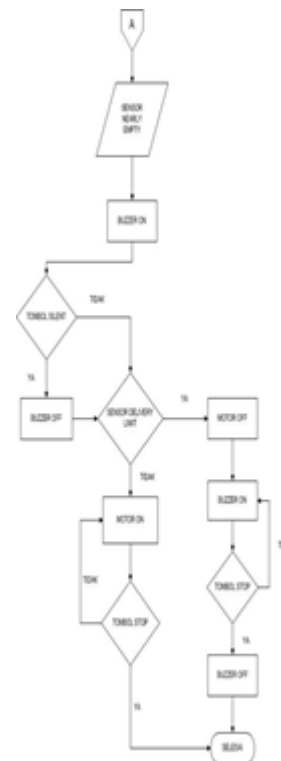 A
SENSOR
NEARLY
EMPTY
BUZZER ON
TOMBOL SILENT
TIDAK
YA
BUZZER OFF
SENSOR DELIVERY
LIMIT
YA
MOTOR OFF
TIDAK
MOTOR ON
BUZZER ON
TIDAK
TOMBOL STOP
TOMBOL STOP
YA
BUZZER OFF
YA
SELESAI